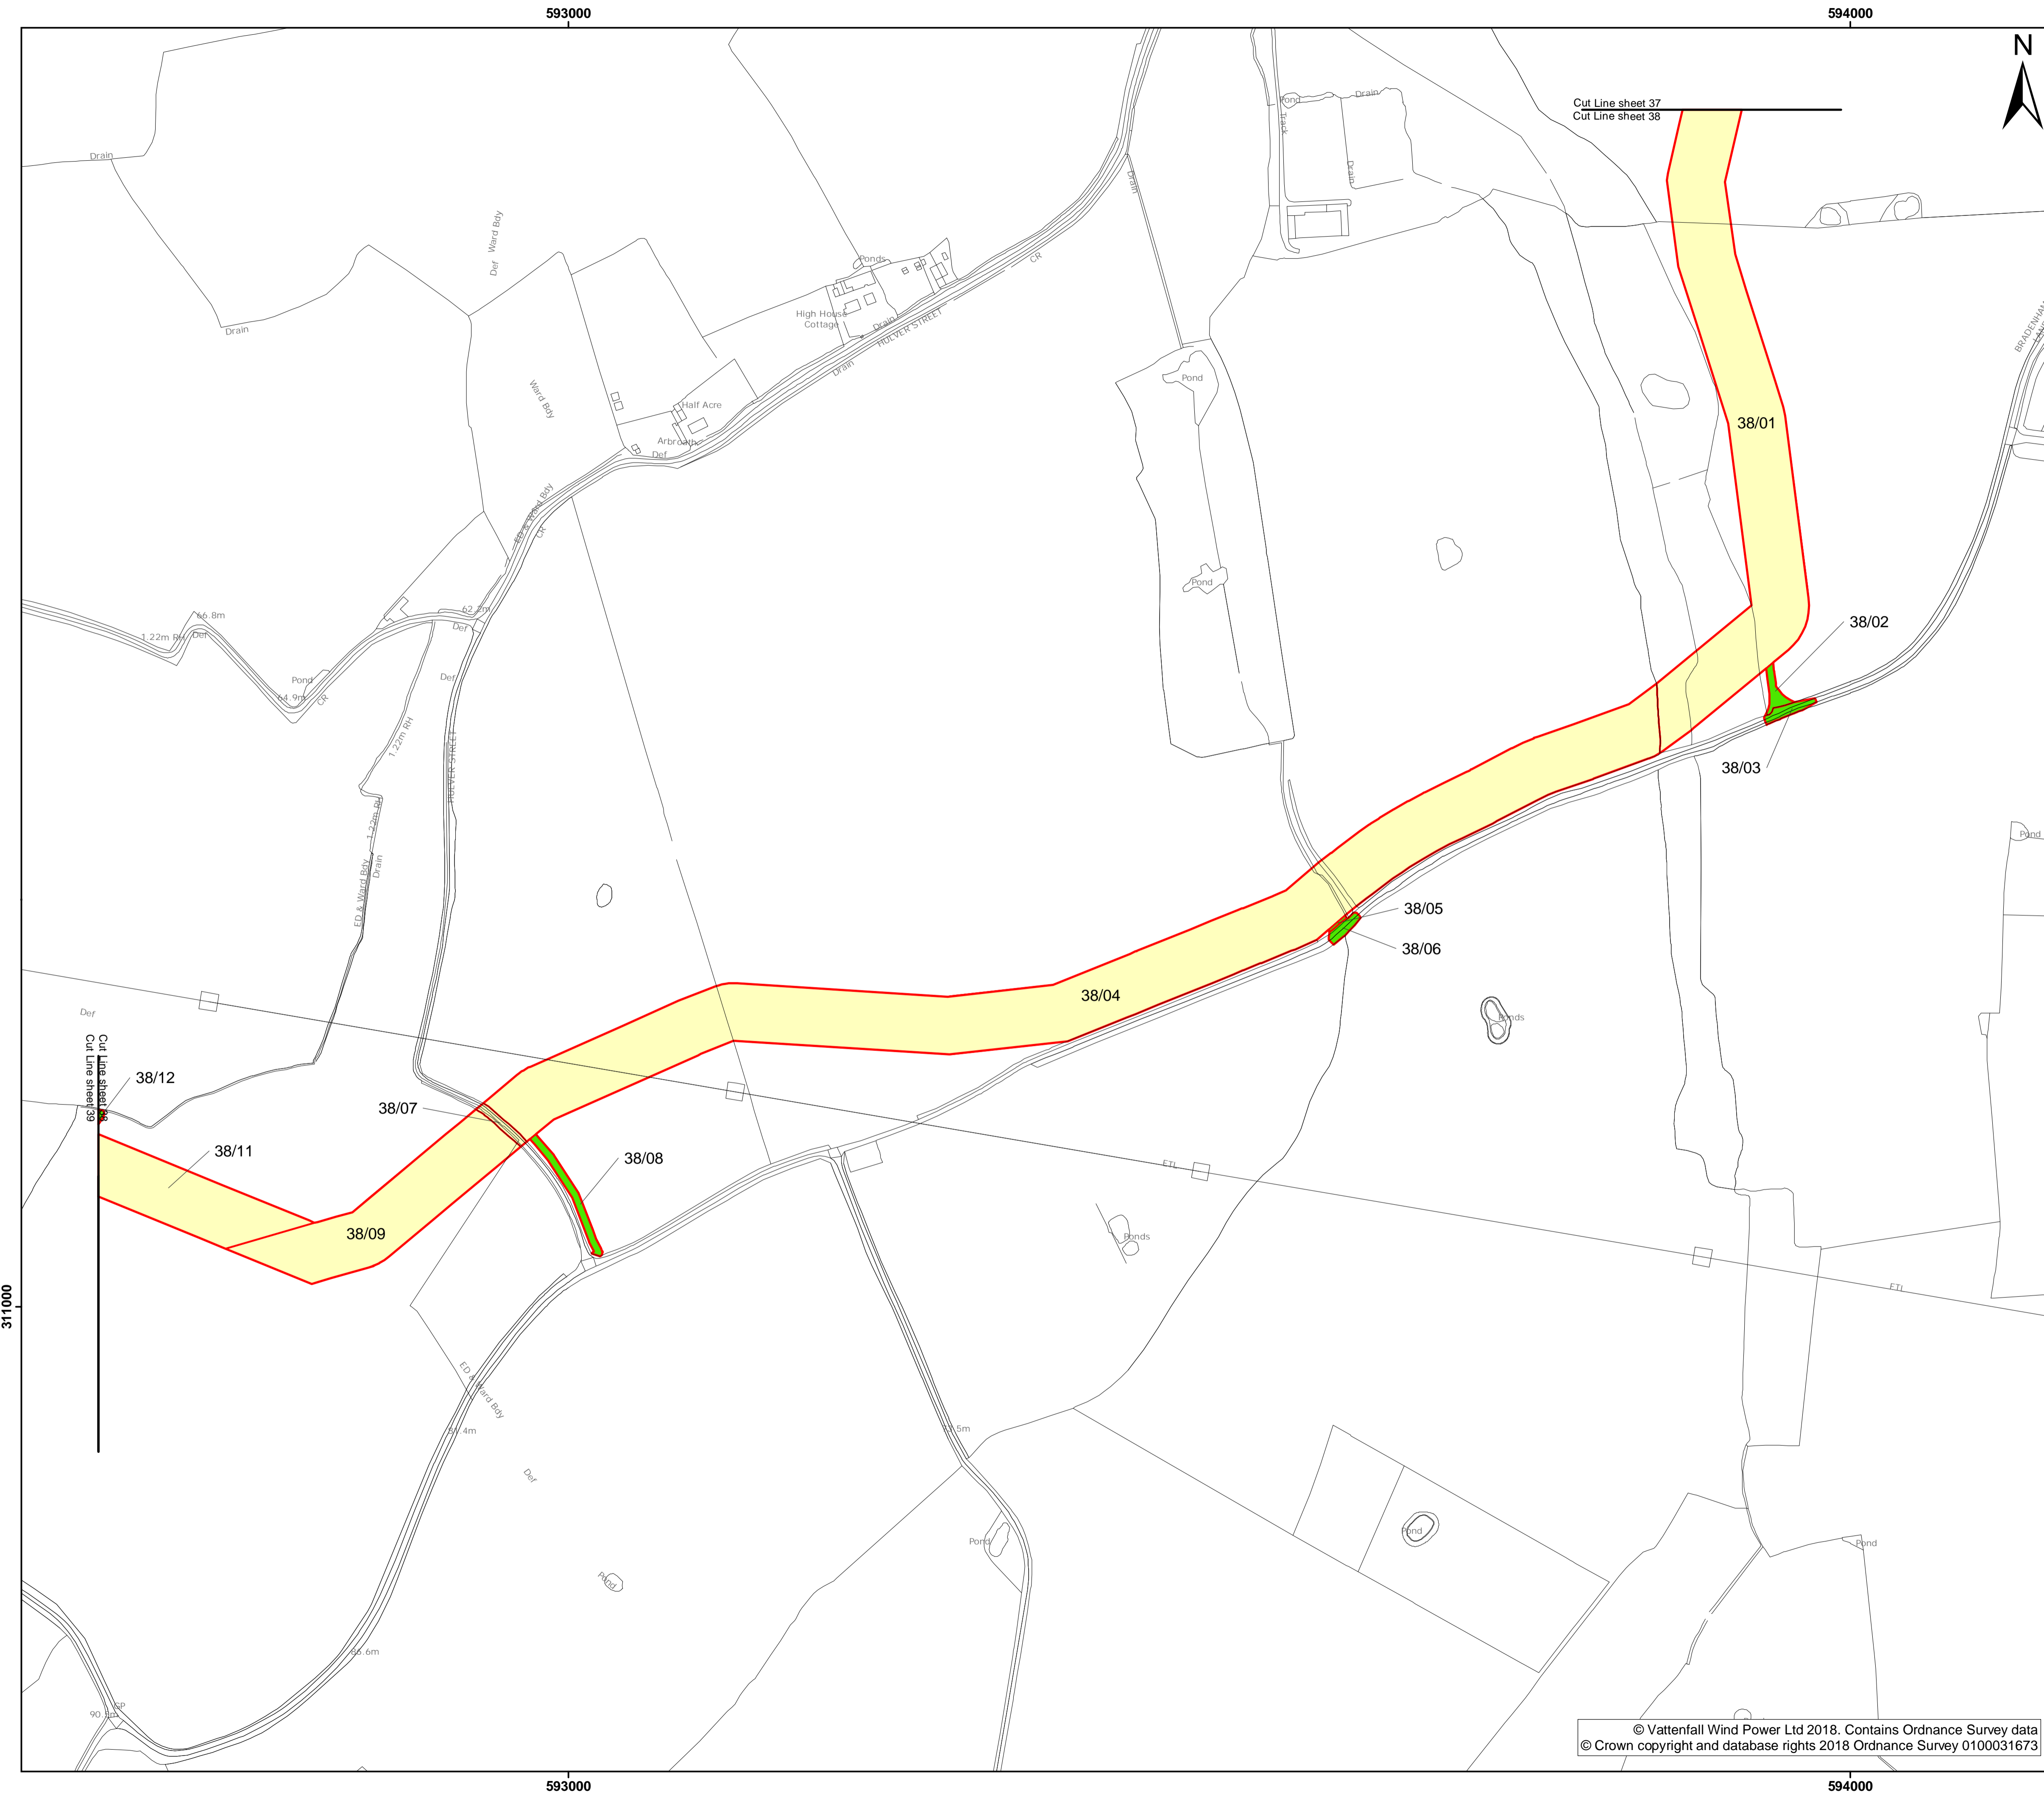 593000
594000
N
Cut Line sheet 37
Cut Line sheet 38
Pond
Drain
Track
Drain
Drain
Drain
Ward Bdy
Def
CR
Ponds
High House
Cottage
Drain
HULVER STREET
Drain
Drain
BRADENHAM
LANE
Pond
Ward Bdy
Half Acre
Arbroath
Def
38/01
ED & Ward Bdy
CR
Pond
66.8m
62.2m
1.22m RH
Def
Def
38/02
Pond
Def
64.9m
CR
1.22m RH
HULVER STREET
38/03
1.22m RH
Pond
Drain
ED & Ward Bdy
38/05
38/06
38/04
Def
Ponds
Cut Line sheet 38
Cut Line sheet 39
38/12
38/07
38/11
38/08
ETL
38/09
Ponds
ETL
311000
ED & Ward Bdy
Def
Pond
Pond
Pond
Pond
SP
© Vattenfall Wind Power Ltd 2018. Contains Ordnance Survey data
© Crown copyright and database rights 2018 Ordnance Survey 0100031673
593000
594000